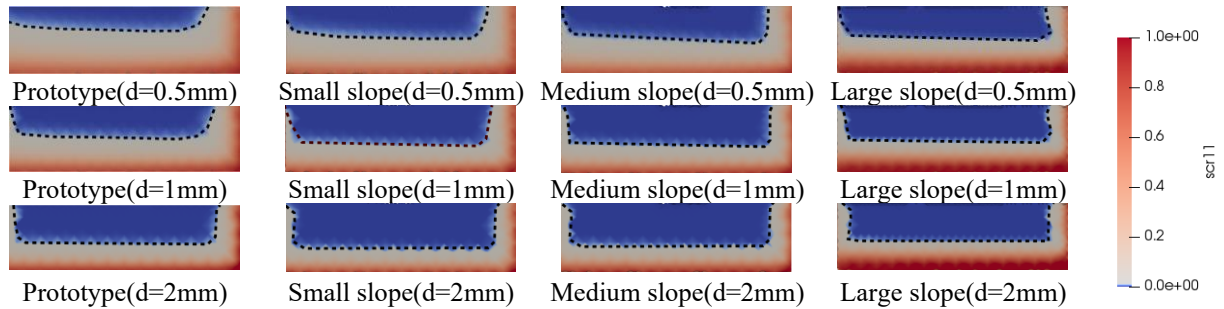 Prototype(d=0.5mm) Small slope(d=0.5mm) Medium slope(d=0.5mm) Large slope(d=0.5mm)
Prototype(d=1mm) Small slope(d=1mm) Medium slope(d=1mm) Large slope(d=1mm)
Prototype(d=2mm) Small slope(d=2mm) Medium slope(d=2mm) Large slope(d=2mm)
1.0e+00
0.8
0.6
0.4
0.2
0.0e+00
scr11